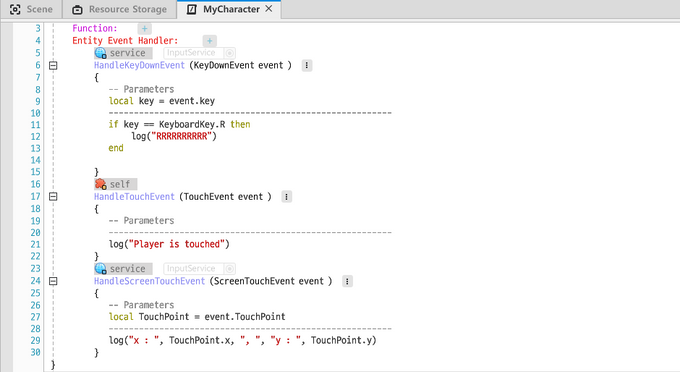 Scene Resource Storage MyCharacter
3 Function: +
4 Entity Event Handler: +
5 service InputService
6 HandleKeyDownEvent (KeyDownEvent event )
7 {
8 -- Parameters
9 local key = event.key
10 --------------------------------------------------------
11 if key == KeyboardKey.R then
12 log("RRRRRRRRRR")
13 end
14
15 }
16 self
17 HandleTouchEvent (TouchEvent event )
18 {
19 -- Parameters
20 --------------------------------------------------------
21 log("Player is touched")
22 }
23 service InputService
24 HandleScreenTouchEvent (ScreenTouchEvent event )
25 {
26 -- Parameters
27 local TouchPoint = event.TouchPoint
28 --------------------------------------------------------
29 log("x : ", TouchPoint.x, ", ", "y : ", TouchPoint.y)
30 }
}